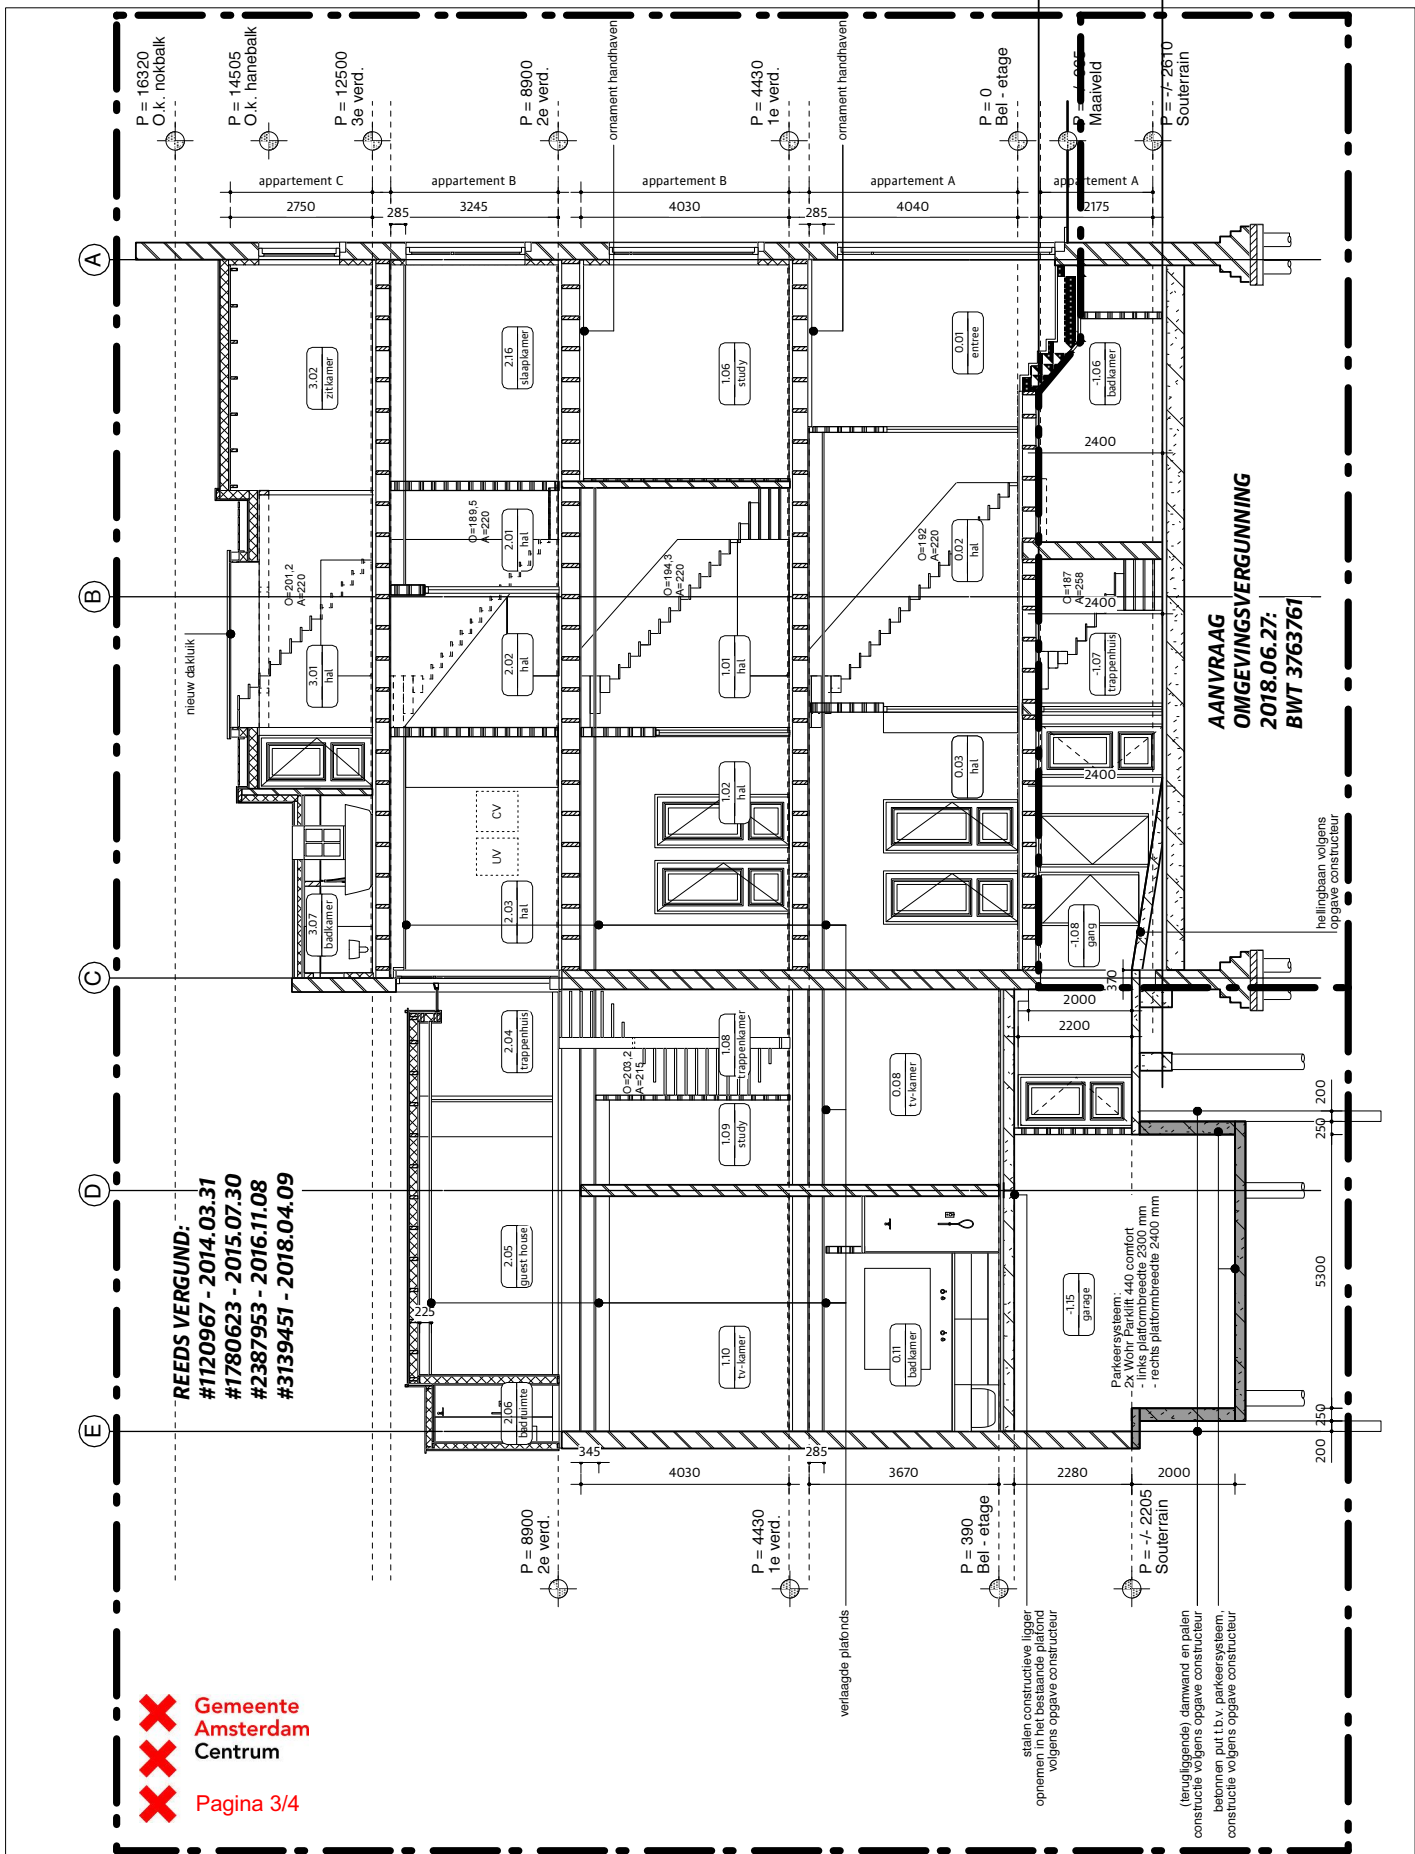 P = 16320
O.k. nokbalk
P = 14505
O.k. hanebalk
P = 12500
3e verd.
P = 8900
2e verd.
ornament handhaven
P = 4430
1e verd.
ornament handhaven
P = 0
Bel - etage
Maaiveld
P = -/- 2610
Souterrain
appartement C
appartement B
appartement B
appartement A
appartement A
2750
285
3245
4030
285
4040
2175
A
3.02
zitkamer
2.16
slaapkamer
1.06
study
0.01
entree
-1.06
badkamer
2400
O=201,2
A=220
O=189,5
A=220
2.01
hal
O=194,3
A=220
O=192
A=220
0.02
hal
O=187
A=258
2400
B
nieuw dakluik
3.01
hal
2.02
hal
1.01
hal
-1.07
trappenhuis
AANVRAAG
OMGEVINGSVERGUNNING
2018.06.27:
BWT 3763761
CV
UV
1.02
hal
0.03
hal
2400
3.07
badkamer
2.03
hal
-1.08
gang
hellingbaan volgens
opgave constructeur
C
370
2000
2200
2.04
trappenhuis
O=203,2
A=215
1.08
trappenkamer
0.08
tv-kamer
1.09
study
200
250
5300
250
200
D
REEDS VERGUND:
#1120967 - 2014.03.31
#1780623 - 2015.07.30
#2387953 - 2016.11.08
#3139451 - 2018.04.09
2.05
guest house
225
1.10
tv-kamer
0.11
badkamer
-1.15
garage
Parkeersysteem:
2x Wohr Parklift 440 comfort
- links platformbreedte 2300 mm
- rechts platformbreedte 2400 mm
2.06
badruimte
E
345
4030
285
3670
2280
2000
P = 8900
2e verd.
P = 4430
1e verd.
P = 390
Bel - etage
P = -/- 2205
Souterrain
verlaagde plafonds
stalen constructieve ligger
opnemen in het bestaande plafond
volgens opgave constructeur
(terugliggende) damwand en palen
constructie volgens opgave constructeur
betonnen put t.b.v. parkeersysteem,
constructie volgens opgave constructeur
Gemeente
Amsterdam
Centrum
Pagina 3/4